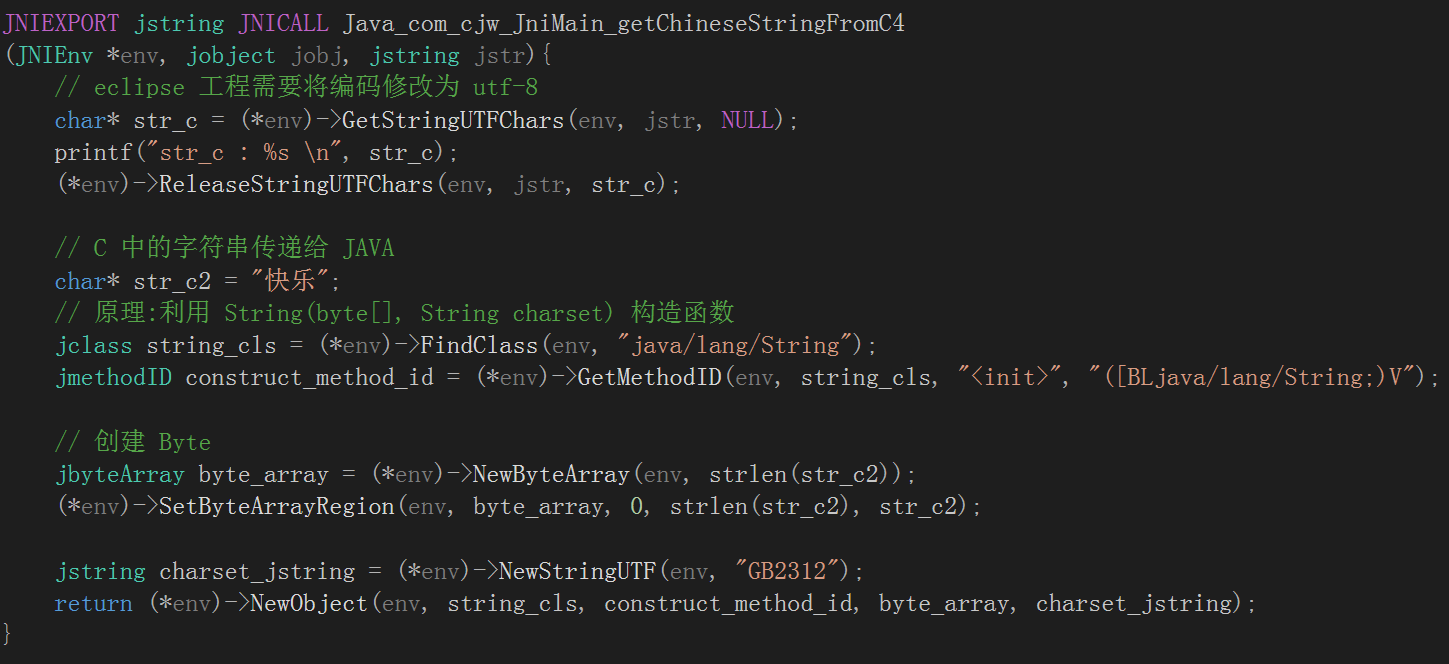 JNIEXPORT jstring JNICALL Java_com_cjw_JniMain_getChineseStringFromC4
(JNIEnv *env, jobject jobj, jstring jstr){
    // eclipse 工程需要将编码修改为 utf-8
    char* str_c = (*env)->GetStringUTFChars(env, jstr, NULL);
    printf("str_c : %s \n", str_c);
    (*env)->ReleaseStringUTFChars(env, jstr, str_c);

    // C 中的字符串传递给 JAVA
    char* str_c2 = "快乐";
    // 原理:利用 String(byte[], String charset) 构造函数
    jclass string_cls = (*env)->FindClass(env, "java/lang/String");
    jmethodID construct_method_id = (*env)->GetMethodID(env, string_cls, "<init>", "([BLjava/lang/String;)V");

    // 创建 Byte
    jbyteArray byte_array = (*env)->NewByteArray(env, strlen(str_c2));
    (*env)->SetByteArrayRegion(env, byte_array, 0, strlen(str_c2), str_c2);

    jstring charset_jstring = (*env)->NewStringUTF(env, "GB2312");
    return (*env)->NewObject(env, string_cls, construct_method_id, byte_array, charset_jstring);
}